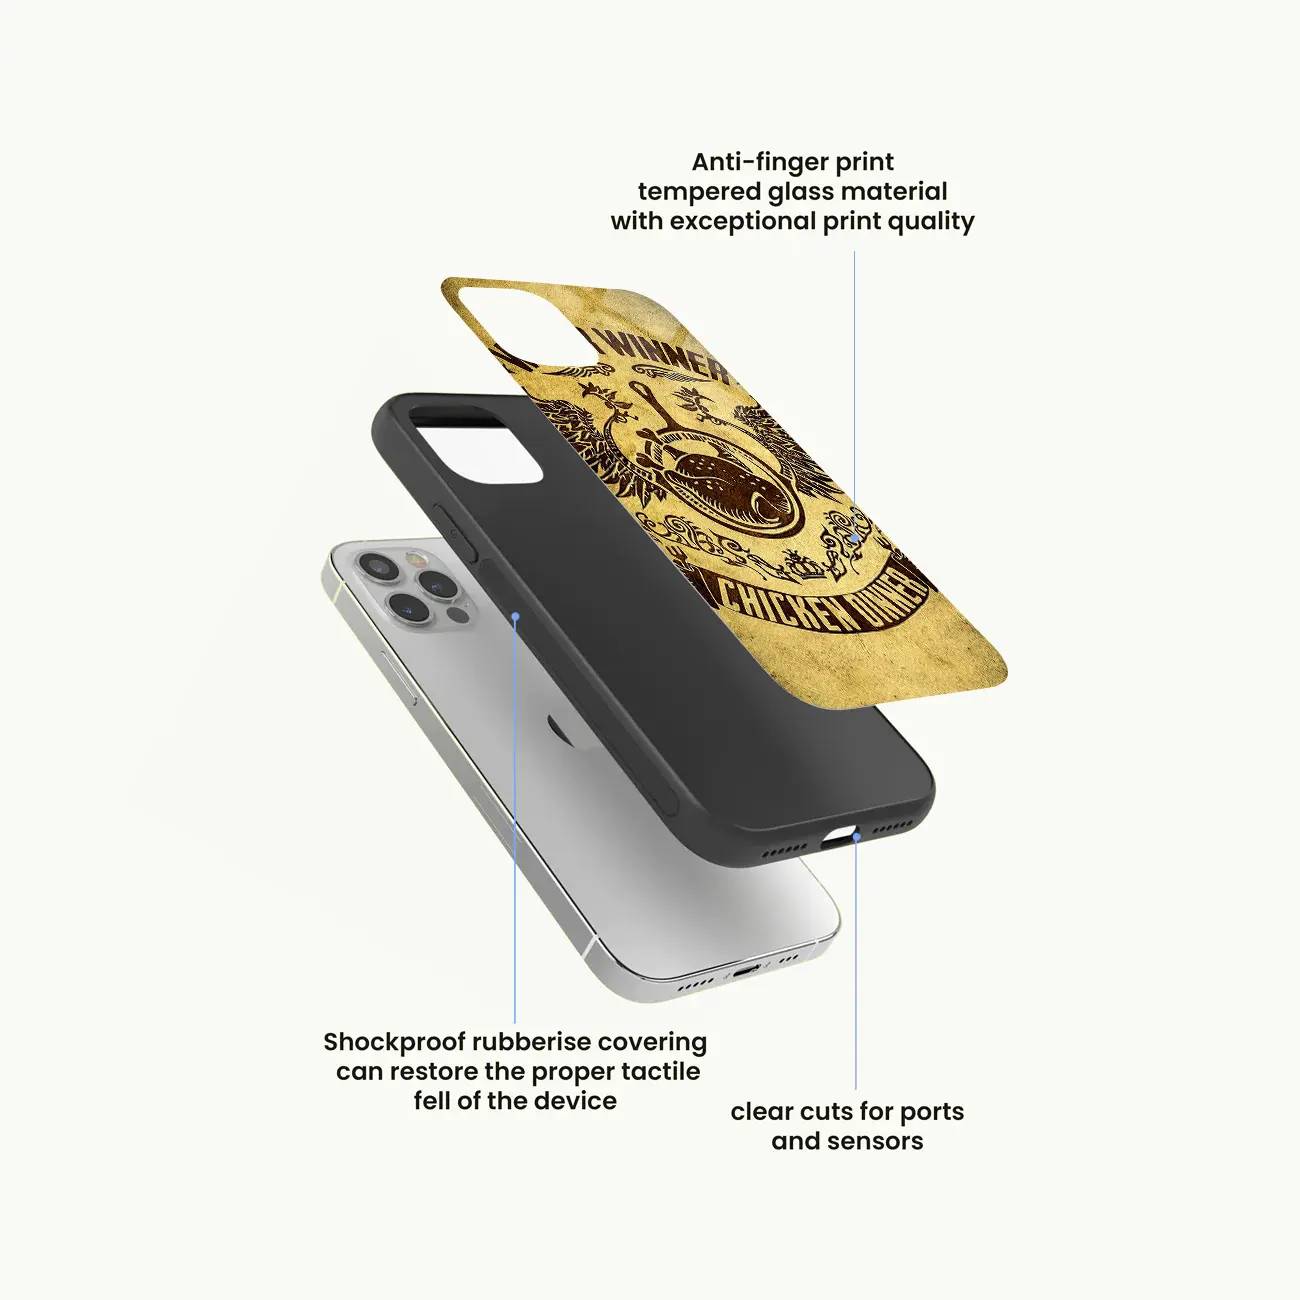 Anti-finger print
tempered glass material
with exceptional print quality
WINNER
CHICKEN DINNER
Shockproof rubberise covering
can restore the proper tactile
fell of the device
clear cuts for ports
and sensors